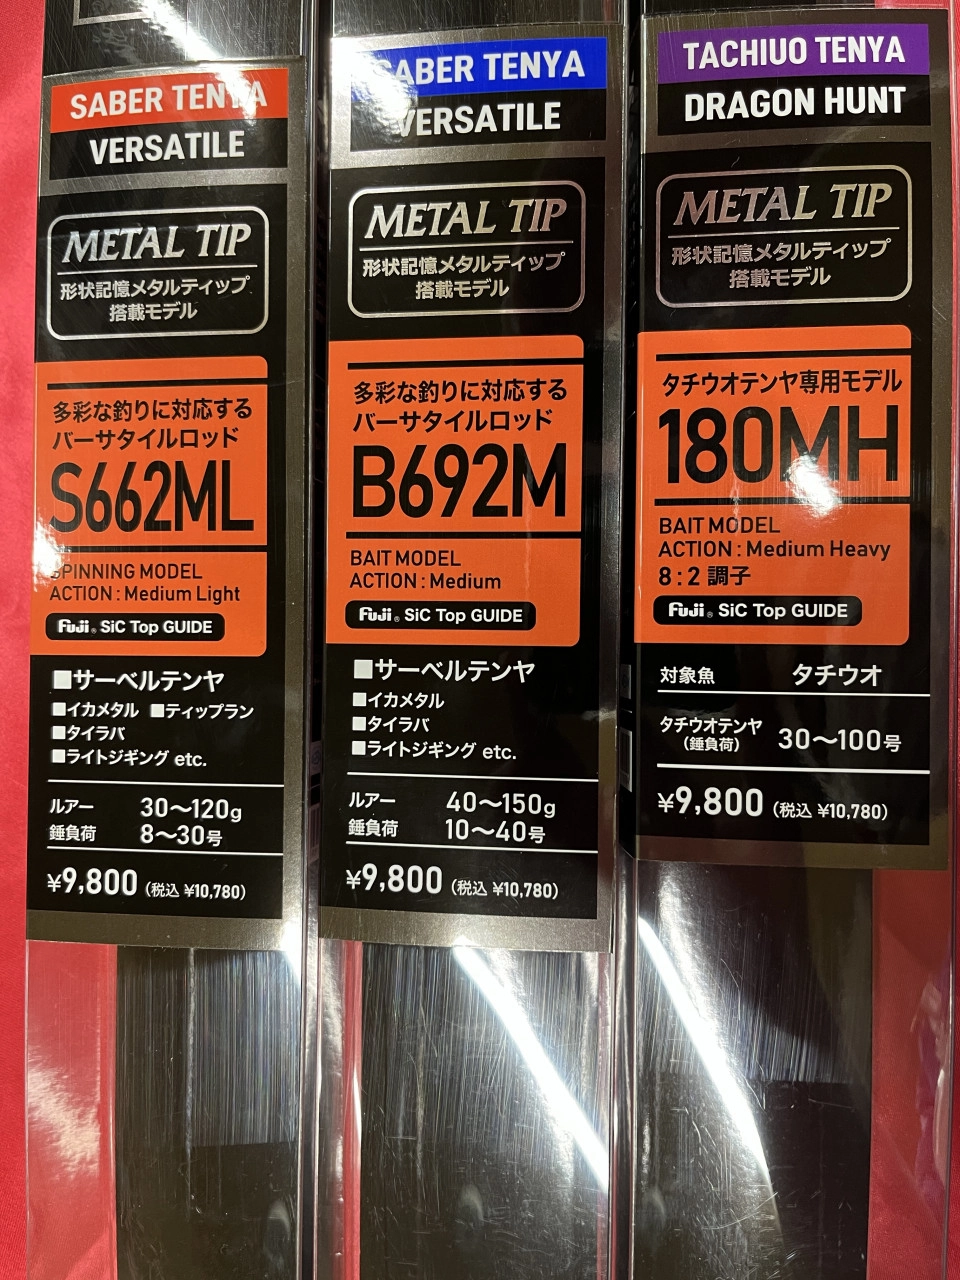 SABER TENYA
VERSATILE
METAL TIP
形状記憶メタルティップ
搭載モデル
多彩な釣りに対応する
バーサタイルロッド
S662ML
SPINNING MODEL
ACTION : Medium Light
Fuji® SiC Top GUIDE
■サーベルテンヤ
■イカメタル ■ティップラン
■タイラバ
■ライトジギング etc.
ルアー 30〜120g
錘負荷 8〜30号
¥9,800 (税込 ¥10,780)
SABER TENYA
VERSATILE
METAL TIP
形状記憶メタルティップ
搭載モデル
多彩な釣りに対応する
バーサタイルロッド
B692M
BAIT MODEL
ACTION : Medium
Fuji® SiC Top GUIDE
■サーベルテンヤ
■イカメタル
■タイラバ
■ライトジギング etc.
ルアー 40〜150g
錘負荷 10〜40号
¥9,800 (税込 ¥10,780)
TACHIUO TENYA
DRAGON HUNT
METAL TIP
形状記憶メタルティップ
搭載モデル
タチウオテンヤ専用モデル
180MH
BAIT MODEL
ACTION : Medium Heavy
8 : 2 調子
Fuji® SiC Top GUIDE
対象魚 タチウオ
タチウオテンヤ
(錘負荷) 30〜100号
¥9,800 (税込 ¥10,780)